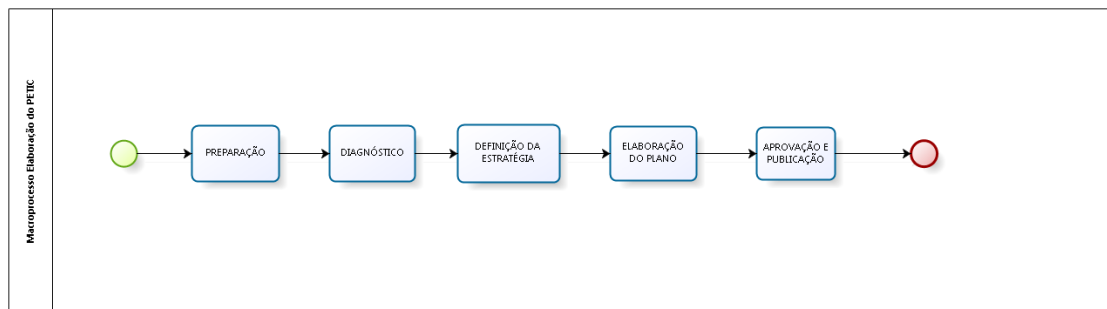 Macroprocesso Elaboração do PETIC
PREPARAÇÃO
DIAGNÓSTICO
DEFINIÇÃO DA
ESTRATÉGIA
ELABORAÇÃO
DO PLANO
APROVAÇÃO E
PUBLICAÇÃO